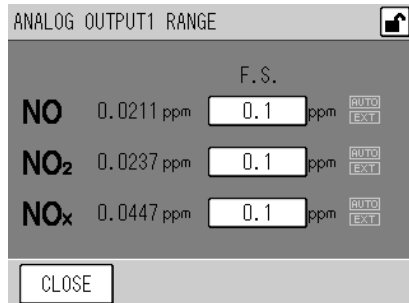 ANALOG OUTPUT1 RANGE
F.S.
NO 0.0211 ppm 0.1 ppm AUTO EXT
NO₂ 0.0237 ppm 0.1 ppm AUTO EXT
NOx 0.0447 ppm 0.1 ppm AUTO EXT
CLOSE